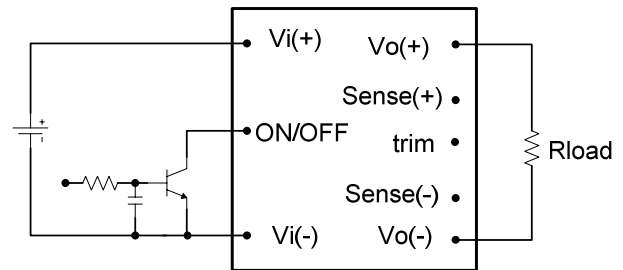 Vi(+)
Vo(+)
Sense(+)
ON/OFF
trim
Rload
Sense(-)
Vi(-)
Vo(-)
+
-